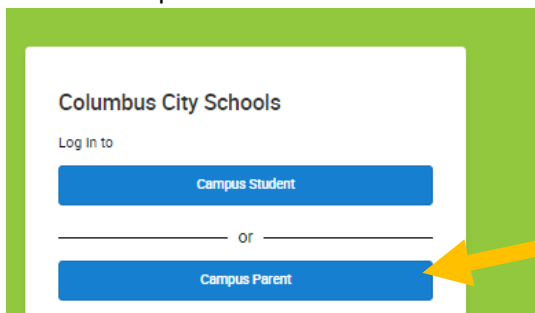 Columbus City Schools
Log In to
Campus Student
or
Campus Parent